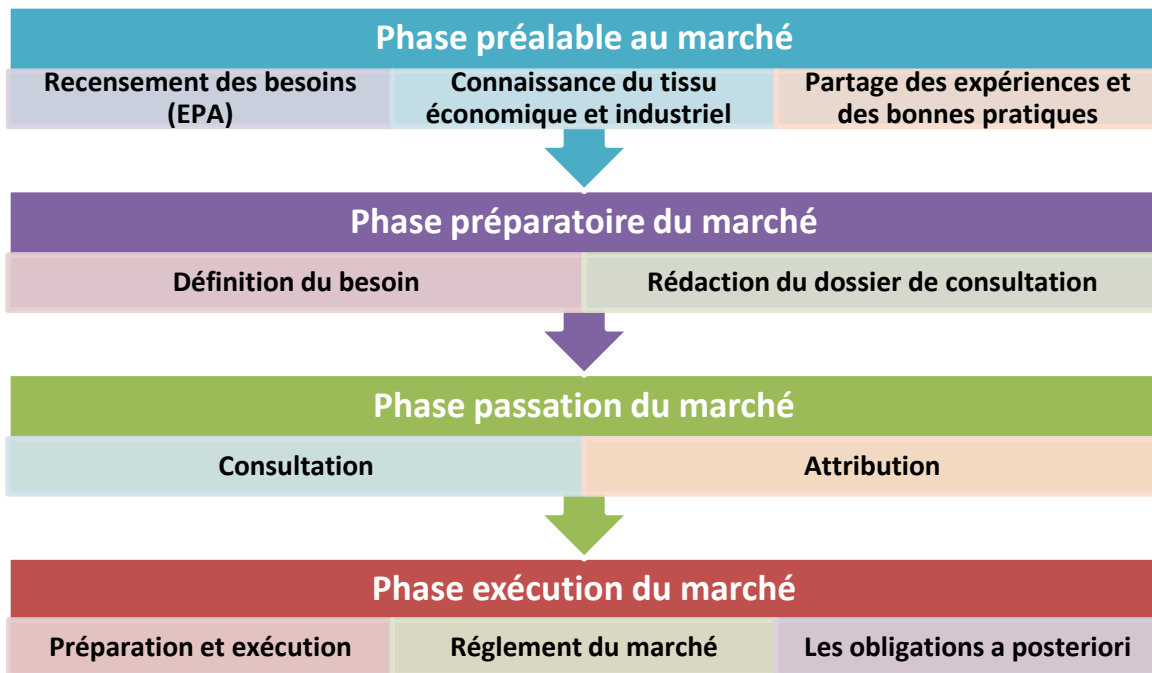 Phase préalable au marché
Recensement des besoins
(EPA)
Connaissance du tissu
économique et industriel
Partage des expériences et
des bonnes pratiques
Phase préparatoire du marché
Définition du besoin
Rédaction du dossier de consultation
Phase passation du marché
Consultation
Attribution
Phase exécution du marché
Préparation et exécution
Réglement du marché
Les obligations a posteriori